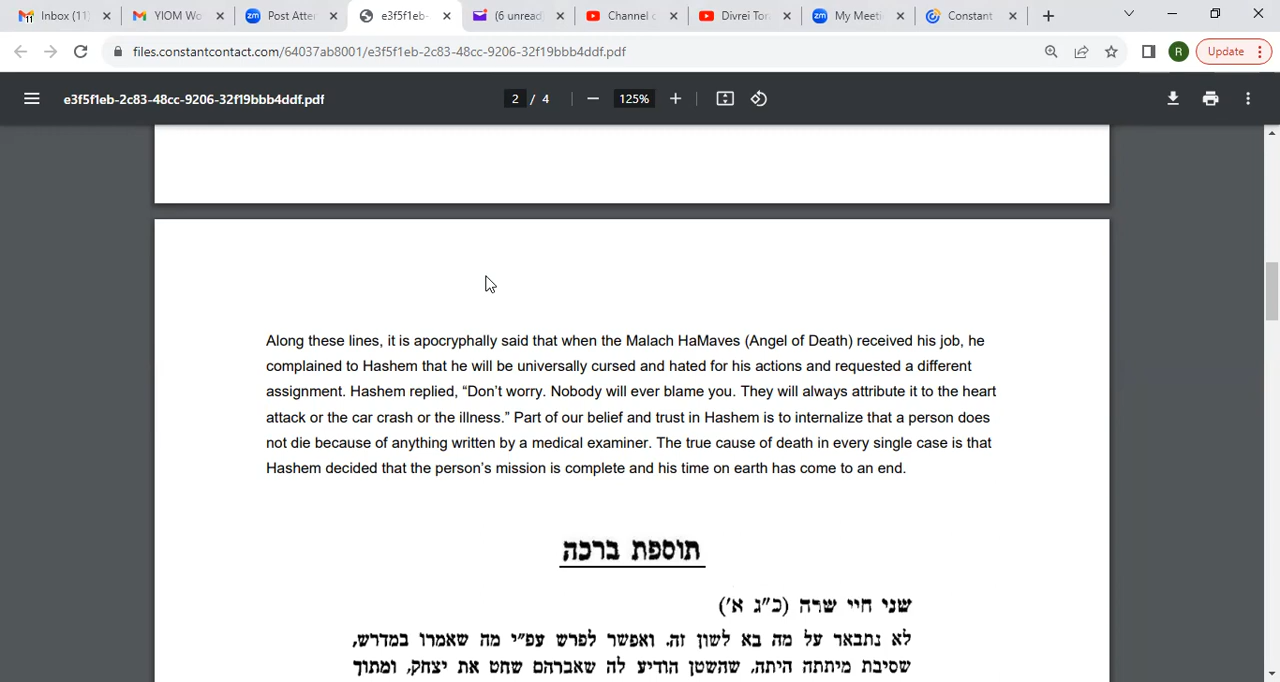 Inbox (11)
YIOM Wo
Post Atte
e3f5f1eb-
(6 unread
Channel c
Divrei Tor
My Meeti
Constant
files.constantcontact.com/64037ab8001/e3f5f1eb-2c83-48cc-9206-32f19bbb4ddf.pdf
R
Update
e3f5f1eb-2c83-48cc-9206-32f19bbb4ddf.pdf
2 / 4
125%
Along these lines, it is apocryphally said that when the Malach HaMaves (Angel of Death) received his job, he
complained to Hashem that he will be universally cursed and hated for his actions and requested a different
assignment. Hashem replied, “Don’t worry. Nobody will ever blame you. They will always attribute it to the heart
attack or the car crash or the illness.” Part of our belief and trust in Hashem is to internalize that a person does
not die because of anything written by a medical examiner. The true cause of death in every single case is that
Hashem decided that the person’s mission is complete and his time on earth has come to an end.
תוספת ברכה
שני חיי שרה (כ"ג א')
לא נתבאר על מה בא לשון זה. ואפשר לפרש עפ"י מה שאמרו במדרש,
שסיבת מיתתה היתה, שהשטן הודיע לה שאברהם שחט את יצחק, ומתוך